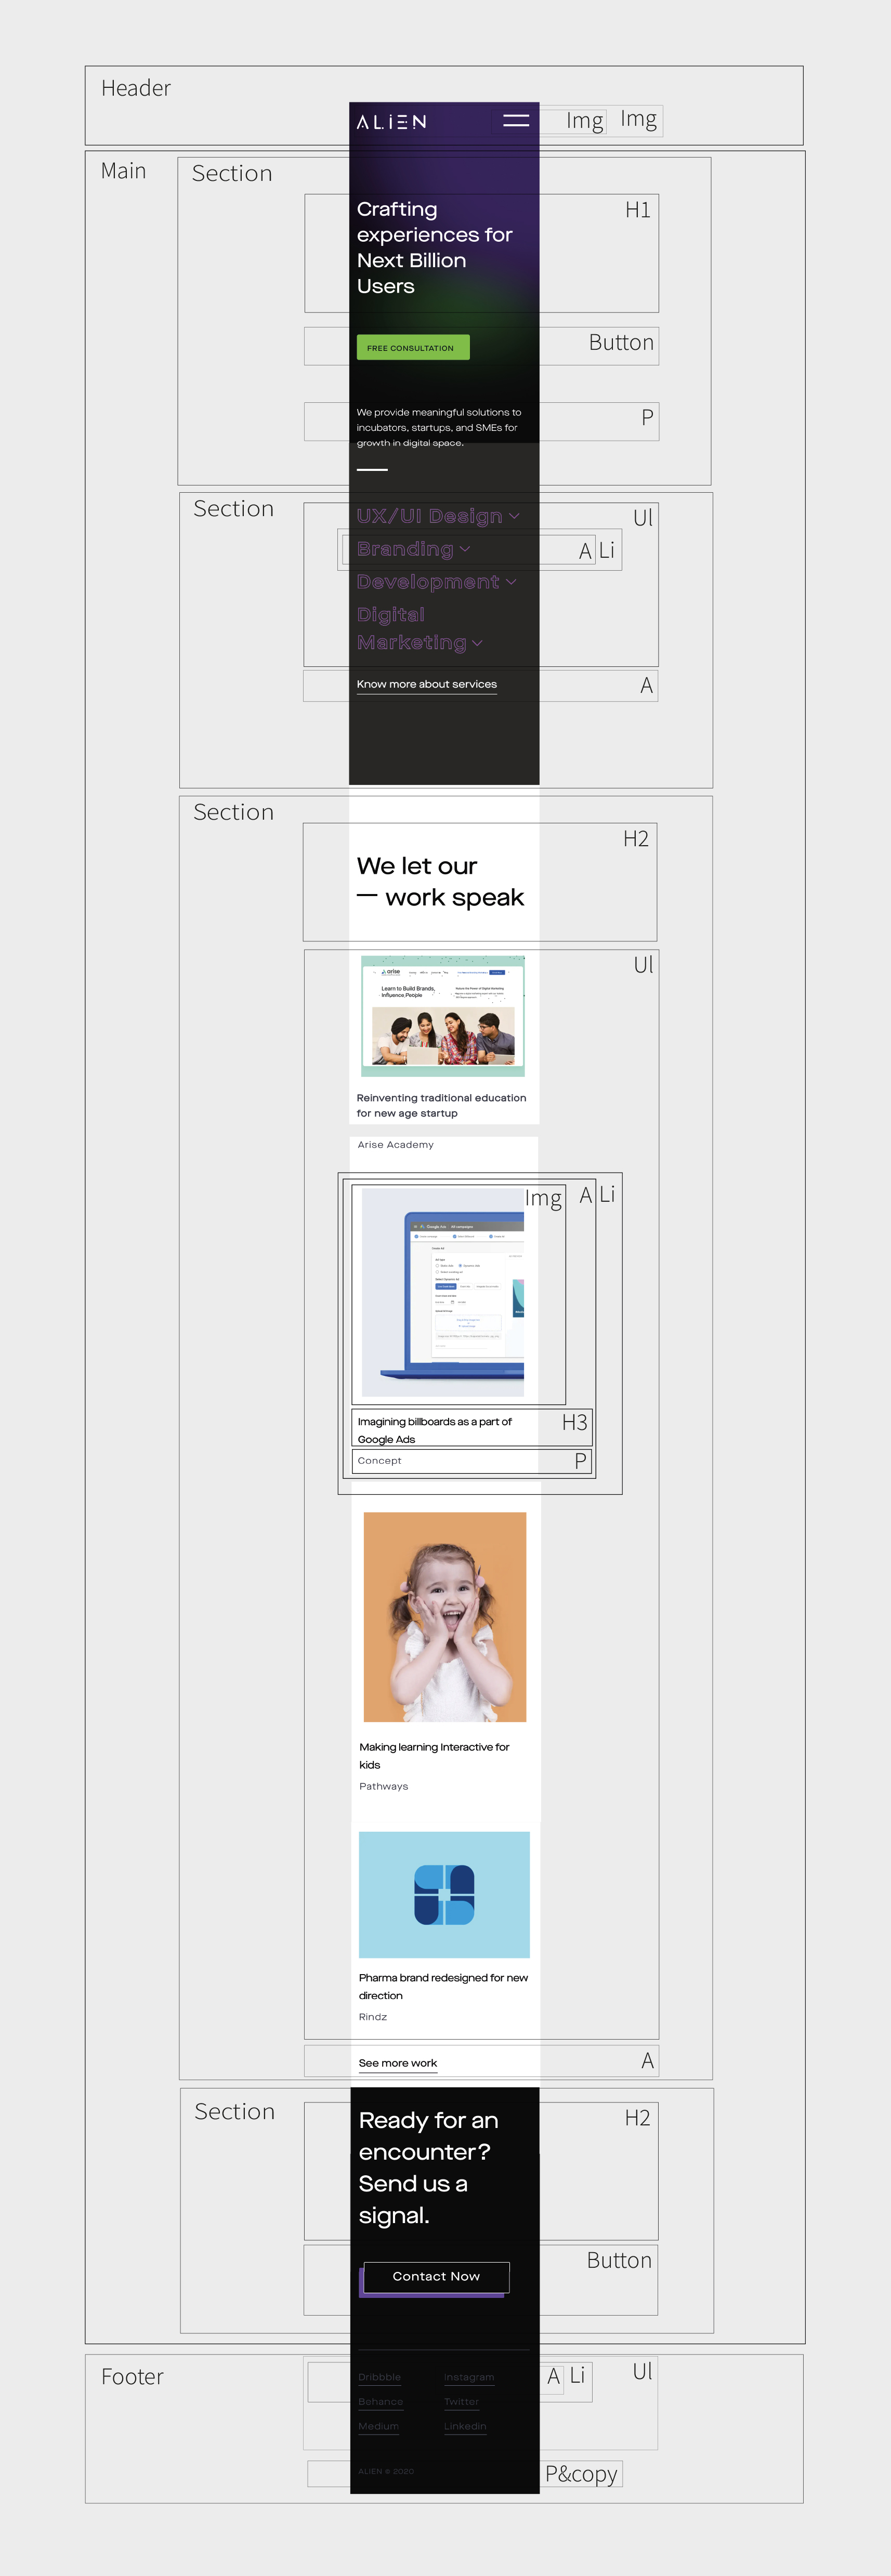 Header
ALIEN
Img
Img
Main
Section
H1
Crafting
experiences for
Next Billion
Users
Button
FREE CONSULTATION
P
We provide meaningful solutions to
incubators, startups, and SMEs for
growth in digital space.
Section
Ul
UX/UI Design
Branding
A
Li
Development
Digital
Marketing
Know more about services
A
Section
H2
We let our
— work speak
Ul
arise
Learn to Build Brands,
Influence People
Reinventing traditional education
for new age startup
Arise Academy
Img
A
Li
Google Ads
All campaigns
Imagining billboards as a part of
Google Ads
H3
Concept
P
Making learning Interactive for
kids
Pathways
Pharma brand redesigned for new
direction
Rindz
See more work
A
Section
H2
Ready for an
encounter?
Send us a
signal.
Button
Contact Now
Footer
A
Li
Ul
Dribbble
Instagram
Behance
Twitter
Medium
Linkedin
P&copy
ALIEN © 2020